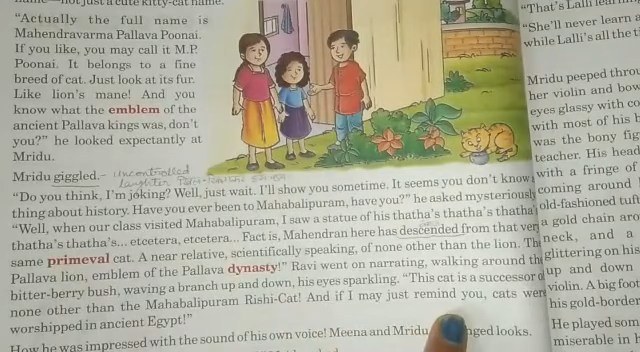 name—not just a cute kitty-cat name.
"Actually the full name is
Mahendravarma Pallava Poonai.
If you like, you may call it M.P.
Poonai. It belongs to a fine
breed of cat. Just look at its fur.
Like lion's mane! And you
know what the emblem of the
ancient Pallava kings was, don't
you?" he looked expectantly at
Mridu.
Mridu giggled.- uncontrolled
laughter
"Do you think, I'm joking? Well, just wait. I'll show you sometime. It seems you don't know
thing about history. Have you ever been to Mahabalipuram, have you?" he asked mysteriously
"Well, when our class visited Mahabalipuram, I saw a statue of his thatha's thatha's thatha
thatha's thatha's... etcetera, etcetera... Fact is, Mahendran here has descended from that very
same primeval cat. A near relative, scientifically speaking, of none other than the lion. The
Pallava lion, emblem of the Pallava dynasty!" Ravi went on narrating, walking around the
bitter-berry bush, waving a branch up and down, his eyes sparkling. "This cat is a successor o
none other than the Mahabalipuram Rishi-Cat! And if I may just remind you, cats were
worshipped in ancient Egypt!"
How he was impressed with the sound of his own voice! Meena and Mridu nged looks.
"That's Lalli learn
"She'll never learn a
while Lalli's all the t
Mridu peeped throu
her violin and bow
eyes glassy with co
with most of his b
was the bony fig
teacher. His head
with a fringe of
coming around
old-fashioned tuft
a gold chain aro
neck, and a
glittering on his
up and down
violin. A big foot
his gold-border
He played som
miserable in h